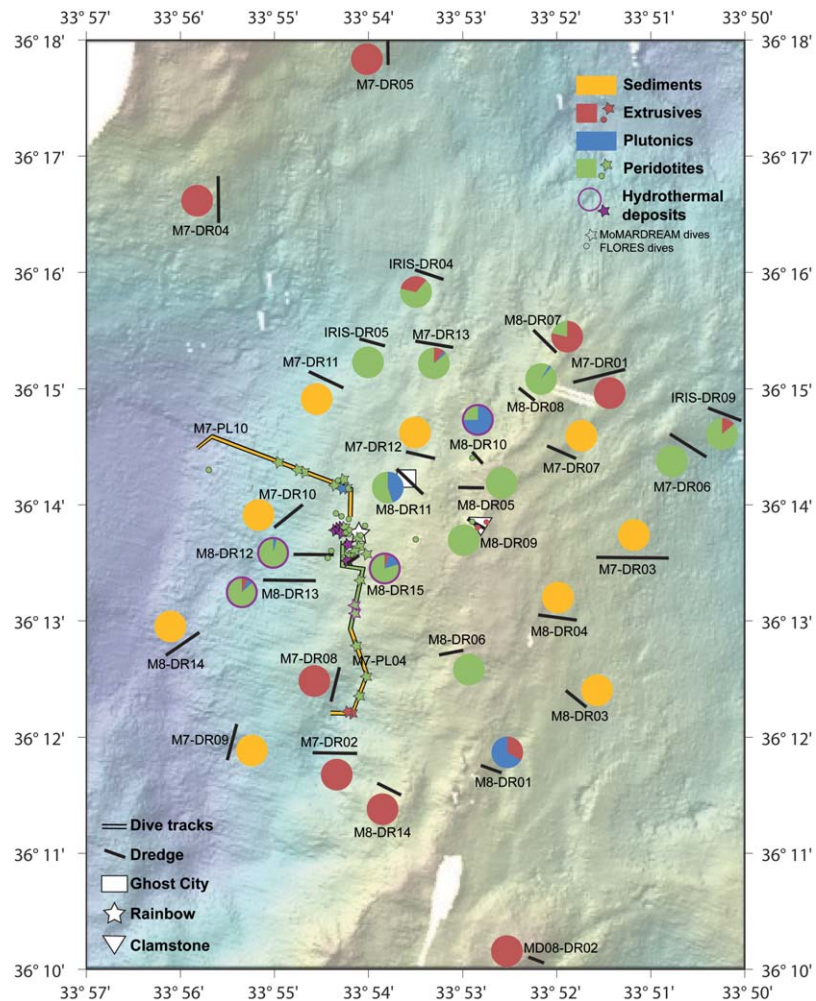 33°57' 33°56' 33°55' 33°54' 33°53' 33°52' 33°51' 33°50'
36°18' 36°18'
M7-DR05
Sediments
Extrusives
Plutonics
Peridotites
Hydrothermal
deposits
MoMARDREAM dives
FLORES dives
36°17' 36°17'
M7-DR04
36°16' 36°16'
IRIS-DR04
M8-DR07
IRIS-DR05
M7-DR13
M7-DR11
M7-DR01
36°15' 36°15'
M8-DR08
IRIS-DR09
M7-PL10
M7-DR12
M8-DR10
M7-DR07
M7-DR06
36°14' 36°14'
M7-DR10
M8-DR11
M8-DR05
M8-DR12
M8-DR09
M7-DR03
M8-DR13
M8-DR15
36°13' 36°13'
M8-DR04
M8-DR14
M8-DR06
M7-DR08
M7-PL04
M8-DR03
36°12' 36°12'
M7-DR09
M7-DR02
M8-DR01
M8-DR14
Dive tracks
36°11' 36°11'
Dredge
Ghost City
Rainbow
Clamstone
MD08-DR02
36°10' 36°10'
33°57' 33°56' 33°55' 33°54' 33°53' 33°52' 33°51' 33°50'